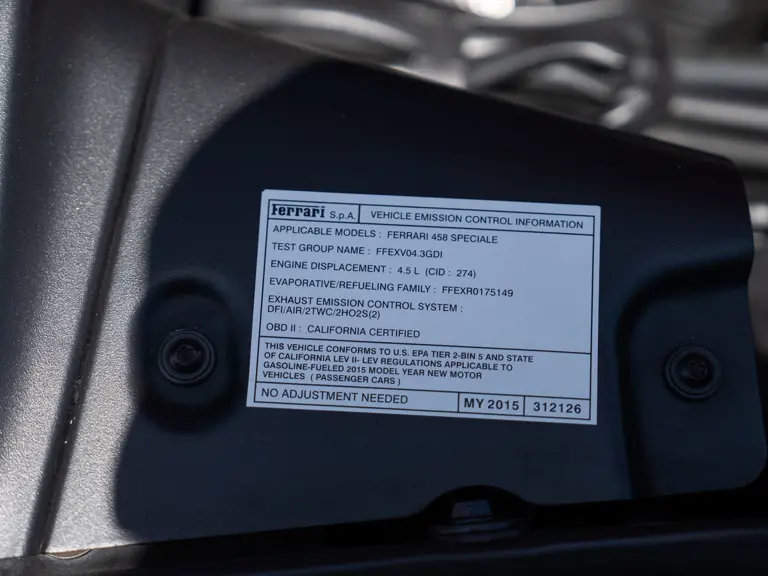 Ferrari S.p.A. VEHICLE EMISSION CONTROL INFORMATION
APPLICABLE MODELS : FERRARI 458 SPECIALE
TEST GROUP NAME : FFEXV04.3GDI
ENGINE DISPLACEMENT : 4.5 L (CID : 274)
EVAPORATIVE/REFUELING FAMILY : FFEXR0175149
EXHAUST EMISSION CONTROL SYSTEM :
DFI/AIR/2TWC/2HO2S(2)
OBD II : CALIFORNIA CERTIFIED
THIS VEHICLE CONFORMS TO U.S. EPA TIER 2-BIN 5 AND STATE
OF CALIFORNIA LEV II- LEV REGULATIONS APPLICABLE TO
GASOLINE-FUELED 2015 MODEL YEAR NEW MOTOR
VEHICLES ( PASSENGER CARS )
NO ADJUSTMENT NEEDED MY 2015 312126